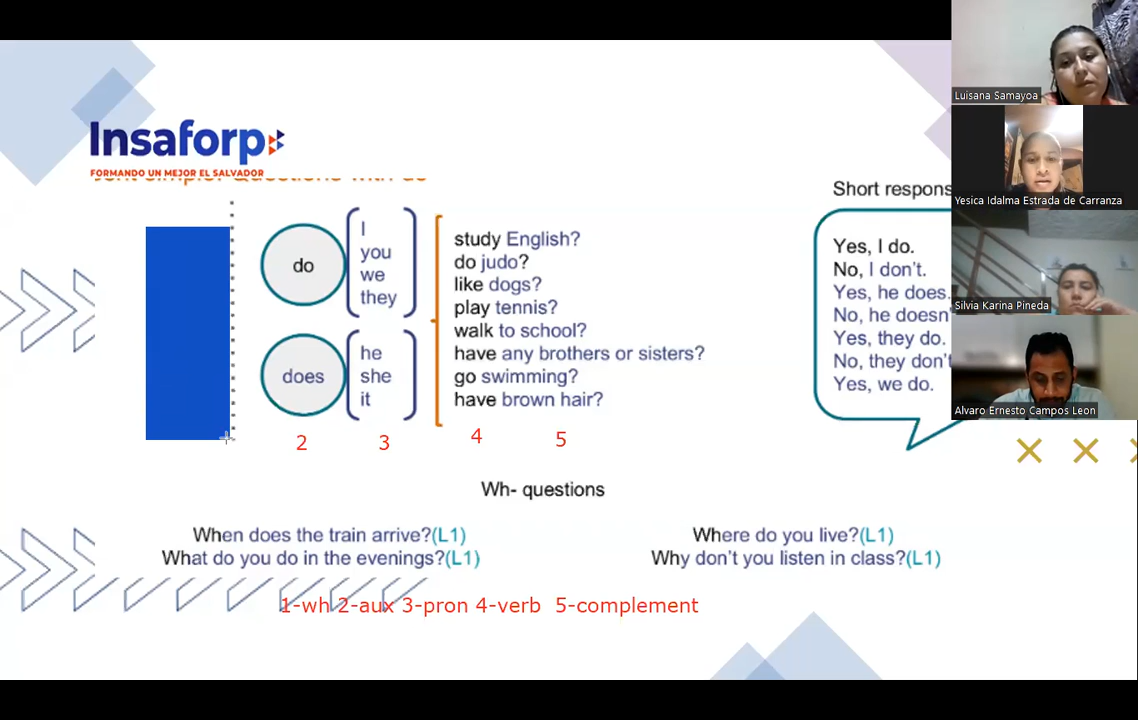 Insaforp
FORMANDO UN MEJOR EL SALVADOR
simple: Questions with do
do
I
you
we
they
does
he
she
it
study English?
do judo?
like dogs?
play tennis?
walk to school?
have any brothers or sisters?
go swimming?
have brown hair?
2 3 4 5
Short respons
Yes, I do.
No, I don't.
Yes, he does.
No, he doesn'
Yes, they do.
No, they don't
Yes, we do.
Wh- questions
When does the train arrive?(L1)
What do you do in the evenings?(L1)
Where do you live?(L1)
Why don't you listen in class?(L1)
1-wh 2-aux 3-pron 4-verb 5-complement
Luisana Samayoa
Yesica Idalma Estrada de Carranza
Silvia Karina Pineda
Alvaro Ernesto Campos Leon